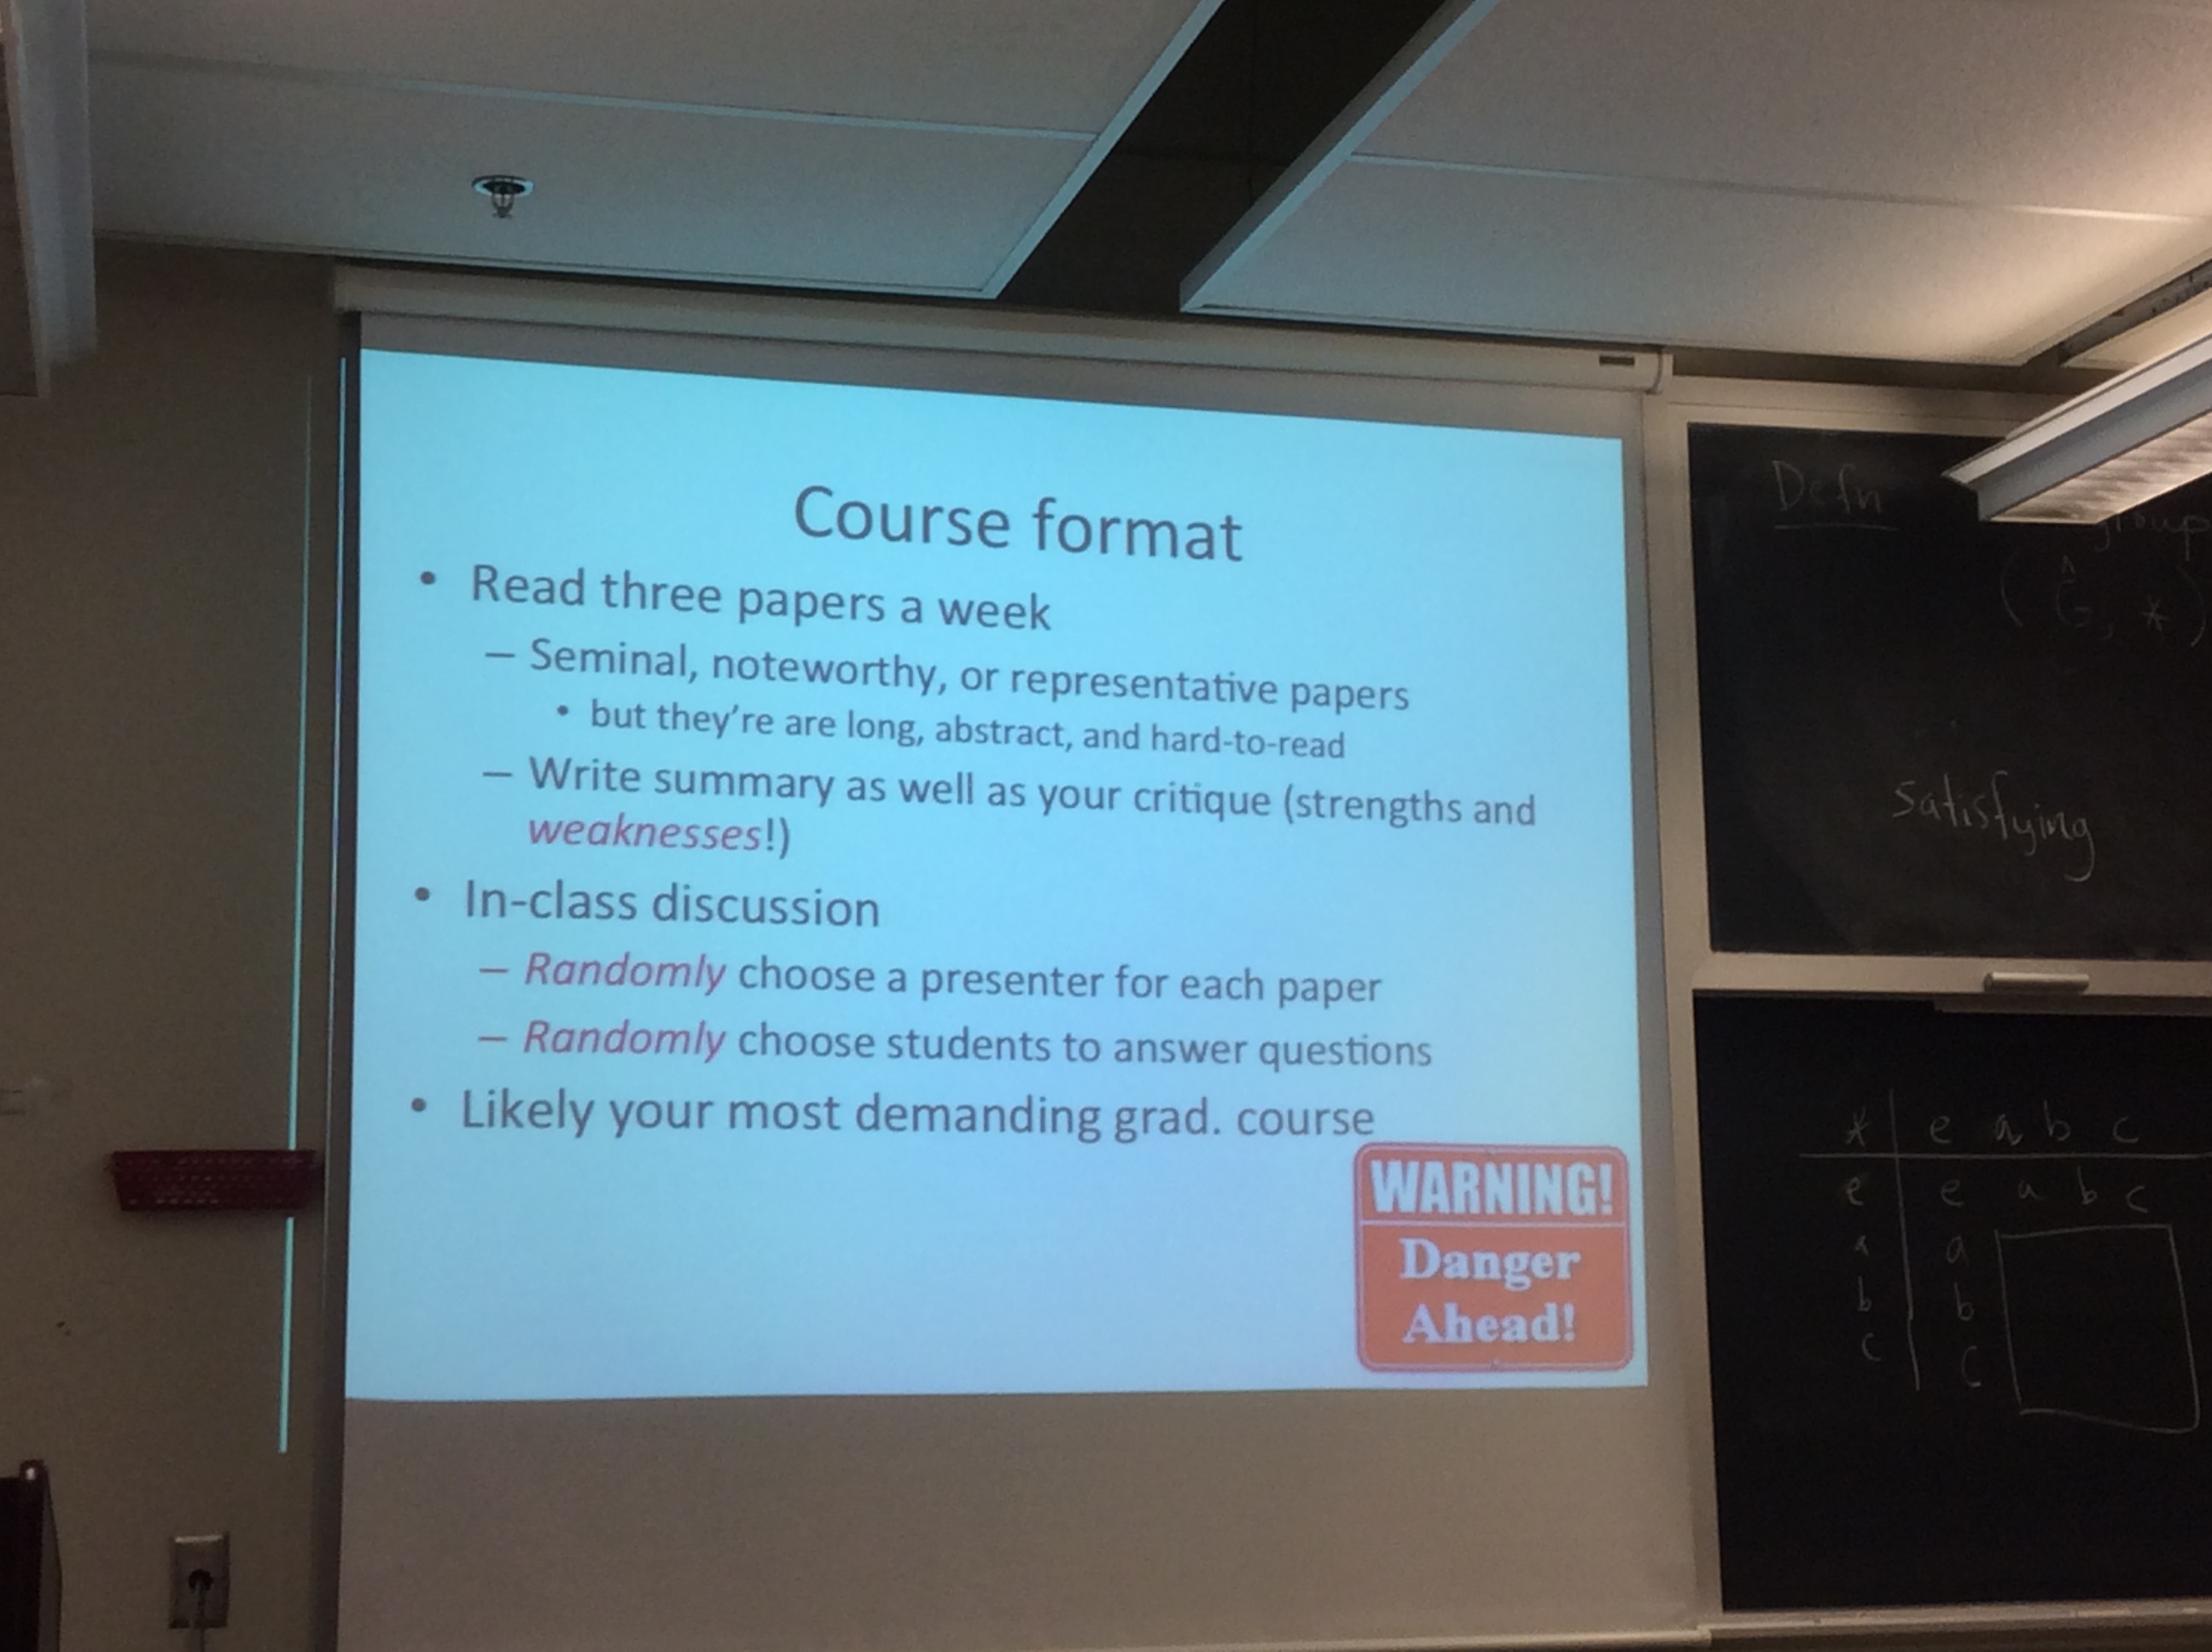 Course format
• Read three papers a week
– Seminal, noteworthy, or representative papers
• but they're are long, abstract, and hard-to-read
– Write summary as well as your critique (strengths and
weaknesses!)
• In-class discussion
– Randomly choose a presenter for each paper
– Randomly choose students to answer questions
• Likely your most demanding grad. course
WARNING!
Danger
Ahead!
Defn
group
(G, *)
satisfying
* e a b c
e e a b c
a a
b b
c c